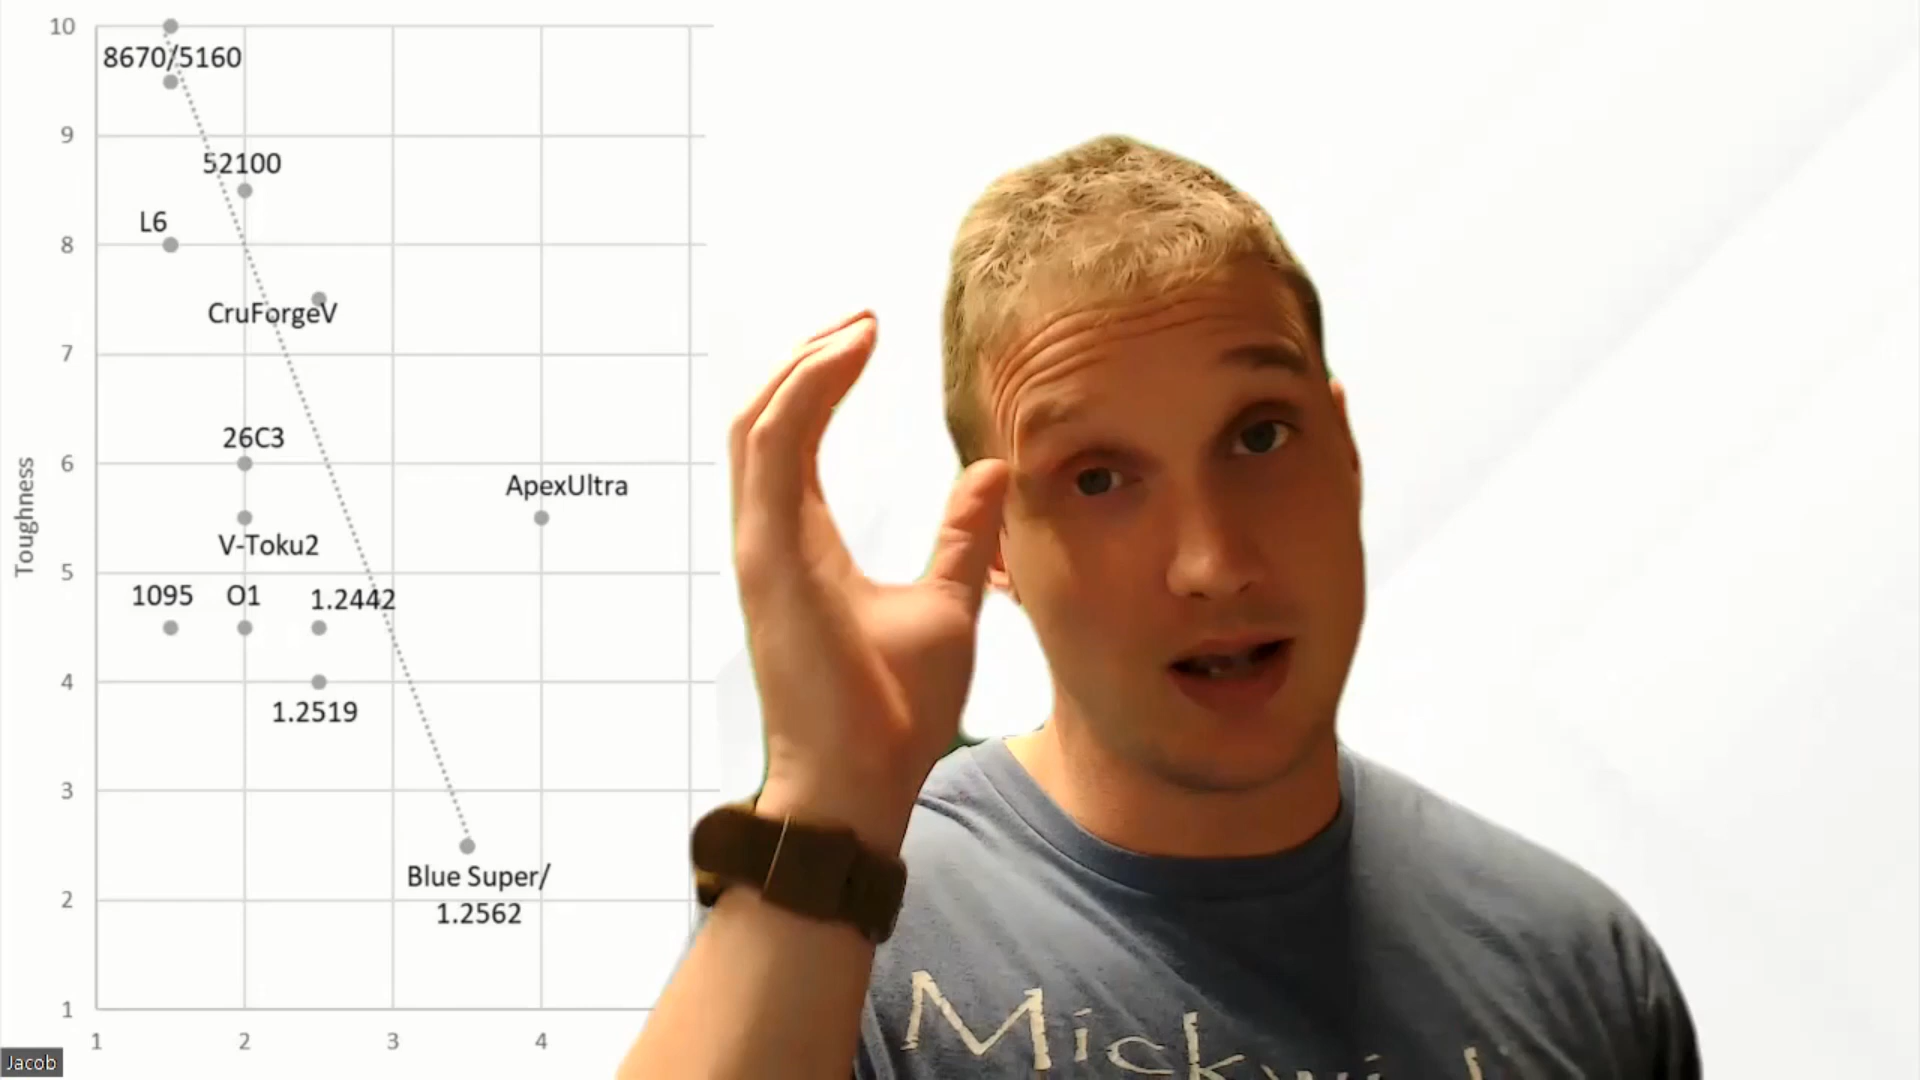 10
8670/5160
9
52100
L6
8
CruForgeV
7
26C3
6
ApexUltra
V-Toku2
Toughness
5
1095 O1 1.2442
4
1.2519
3
Blue Super/
1.2562
2
1
1 2 3 4
Jacob